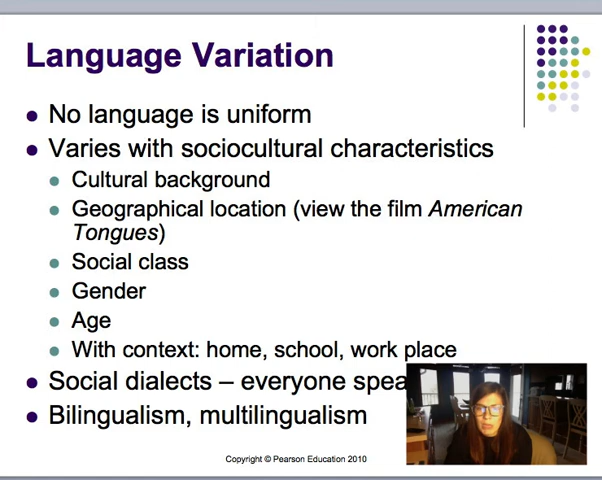 Language Variation
No language is uniform
Varies with sociocultural characteristics
Cultural background
Geographical location (view the film American
Tongues)
Social class
Gender
Age
With context: home, school, work place
Social dialects – everyone
Bilingualism, multilingualism
Copyright © Pearson Education 2010